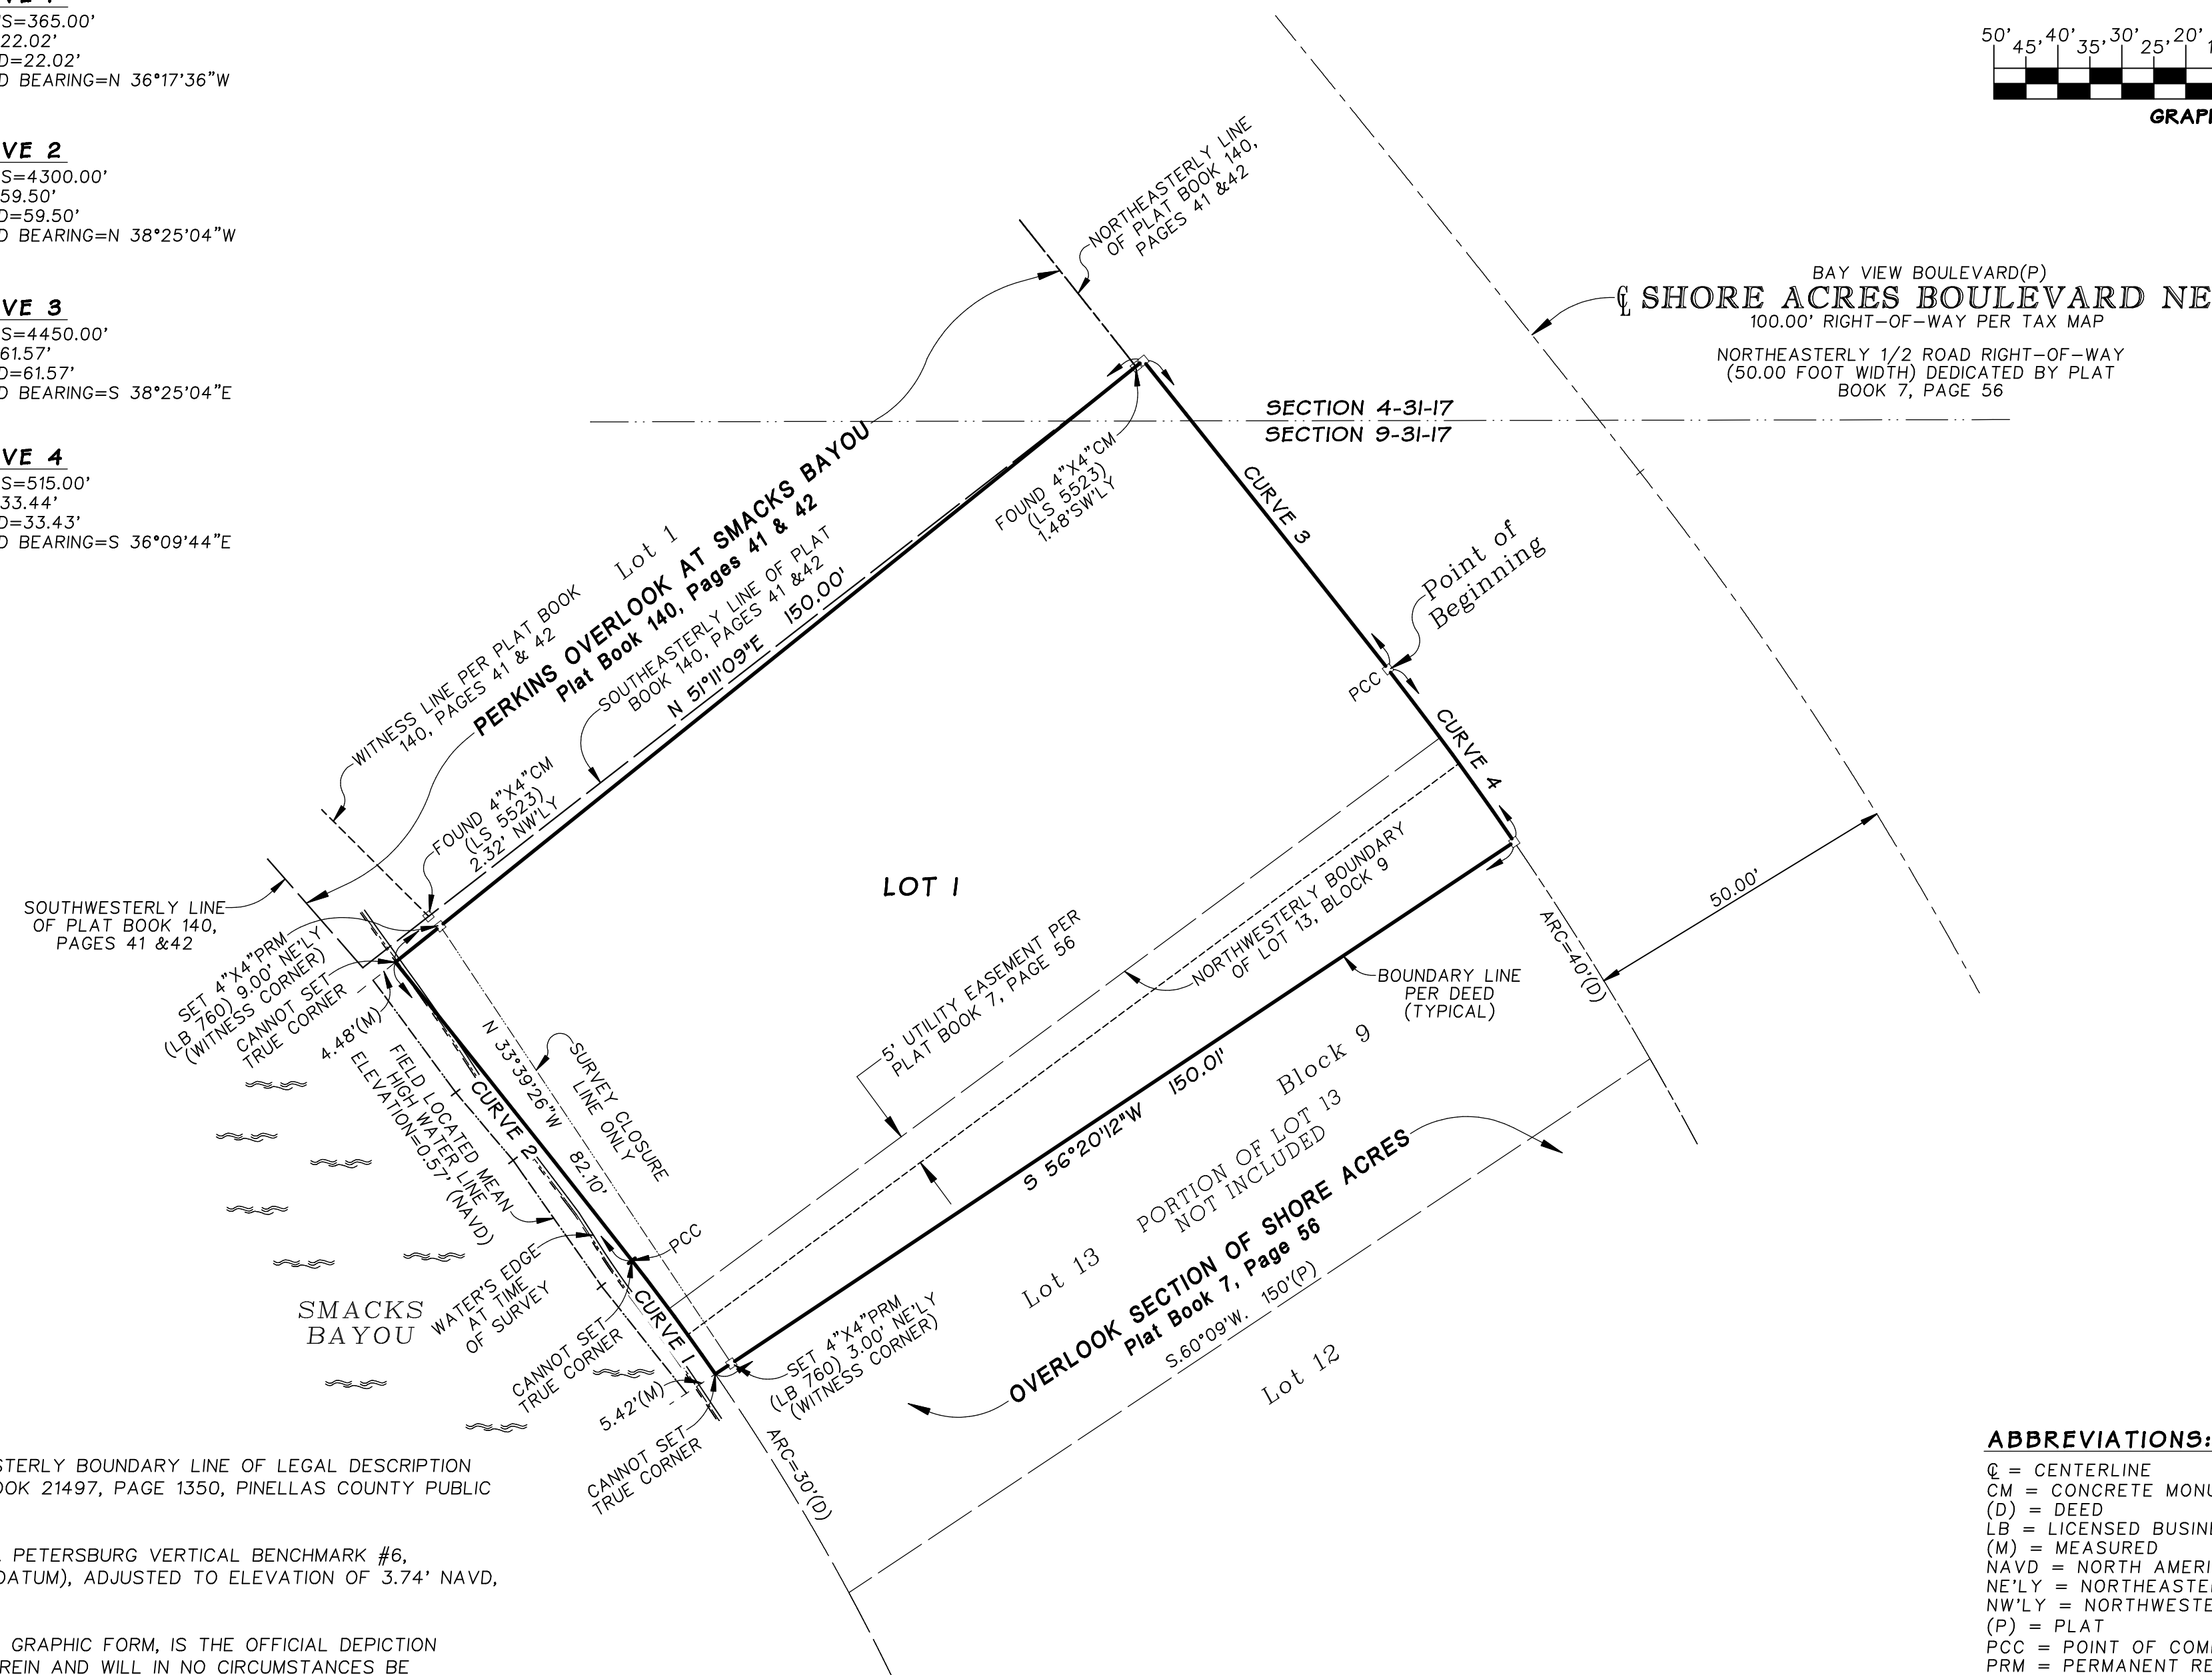 S=365.00'
22.02'
D=22.02'
D BEARING=N 36°17'36"W
VE 2
S=4300.00'
59.50'
D=59.50'
D BEARING=N 38°25'04"W
VE 3
S=4450.00'
61.57'
D=61.57'
D BEARING=S 38°25'04"E
VE 4
S=515.00'
33.44'
D=33.43'
D BEARING=S 36°09'44"E
50' 45' 40' 35' 30' 25' 20'
GRAPH
NORTHEASTERLY LINE
OF PLAT BOOK 140,
PAGES 41 &42
BAY VIEW BOULEVARD(P)
℄ SHORE ACRES BOULEVARD NE
100.00' RIGHT-OF-WAY PER TAX MAP
NORTHEASTERLY 1/2 ROAD RIGHT-OF-WAY
(50.00 FOOT WIDTH) DEDICATED BY PLAT
BOOK 7, PAGE 56
SECTION 4-31-17
SECTION 9-31-17
FOUND 4"X4"CM
(LS 5523)
1.48'SW'LY
CURVE 3
Point of
Beginning
PCC
CURVE 4
Lot 1
PERKINS OVERLOOK AT SMACKS BAYOU
Plat Book 140, Pages 41 & 42
WITNESS LINE PER PLAT BOOK
140, PAGES 41 & 42
SOUTHEASTERLY LINE OF PLAT
BOOK 140, PAGES 41 &42
N 51°11'09"E 150.00'
FOUND 4"X4"CM
(LS 5523)
2.32' NW'LY
SOUTHWESTERLY LINE
OF PLAT BOOK 140,
PAGES 41 &42
SET 4"X4"PRM
(LB 760) 9.00' NE'LY
(WITNESS CORNER)
CANNOT SET
TRUE CORNER
4.48'(M)
LOT 1
50.00'
ARC=40'(D)
NORTHWESTERLY BOUNDARY
OF LOT 13, BLOCK 9
5' UTILITY EASEMENT PER
PLAT BOOK 7, PAGE 56
BOUNDARY LINE
PER DEED
(TYPICAL)
FIELD LOCATED MEAN
HIGH WATER LINE
ELEVATION=0.57' (NAVD)
CURVE 2
N 33°39'26"W 82.10'
SURVEY CLOSURE
LINE ONLY
S 56°20'12"W 150.01'
Block 9
PORTION OF LOT 13
NOT INCLUDED
Lot 13
OVERLOOK SECTION OF SHORE ACRES
Plat Book 7, Page 56
S.60°09'W. 150'(P)
Lot 12
PCC
WATER'S EDGE
AT TIME
OF SURVEY
SMACKS
BAYOU
CURVE 1
CANNOT SET
TRUE CORNER
SET 4"X4"PRM
(LB 760) 3.00' NE'LY
(WITNESS CORNER)
5.42'(M)
CANNOT SET
TRUE CORNER
ARC=30'(D)
STERLY BOUNDARY LINE OF LEGAL DESCRIPTION
OOK 21497, PAGE 1350, PINELLAS COUNTY PUBLIC
. PETERSBURG VERTICAL BENCHMARK #6,
DATUM), ADJUSTED TO ELEVATION OF 3.74' NAVD,
GRAPHIC FORM, IS THE OFFICIAL DEPICTION
REIN AND WILL IN NO CIRCUMSTANCES BE
ABBREVIATIONS:
℄ = CENTERLINE
CM = CONCRETE MONU
(D) = DEED
LB = LICENSED BUSINE
(M) = MEASURED
NAVD = NORTH AMERI
NE'LY = NORTHEASTER
NW'LY = NORTHWESTE
(P) = PLAT
PCC = POINT OF COM
PRM = PERMANENT RE